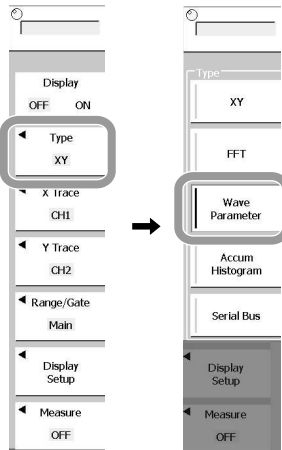 Display
OFF ON
Type
XY
X Trace
CH1
Y Trace
CH2
Range/Gate
Main
Display
Setup
Measure
OFF
Type
XY
FFT
Wave
Parameter
Accum
Histogram
Serial Bus
Display
Setup
Measure
OFF